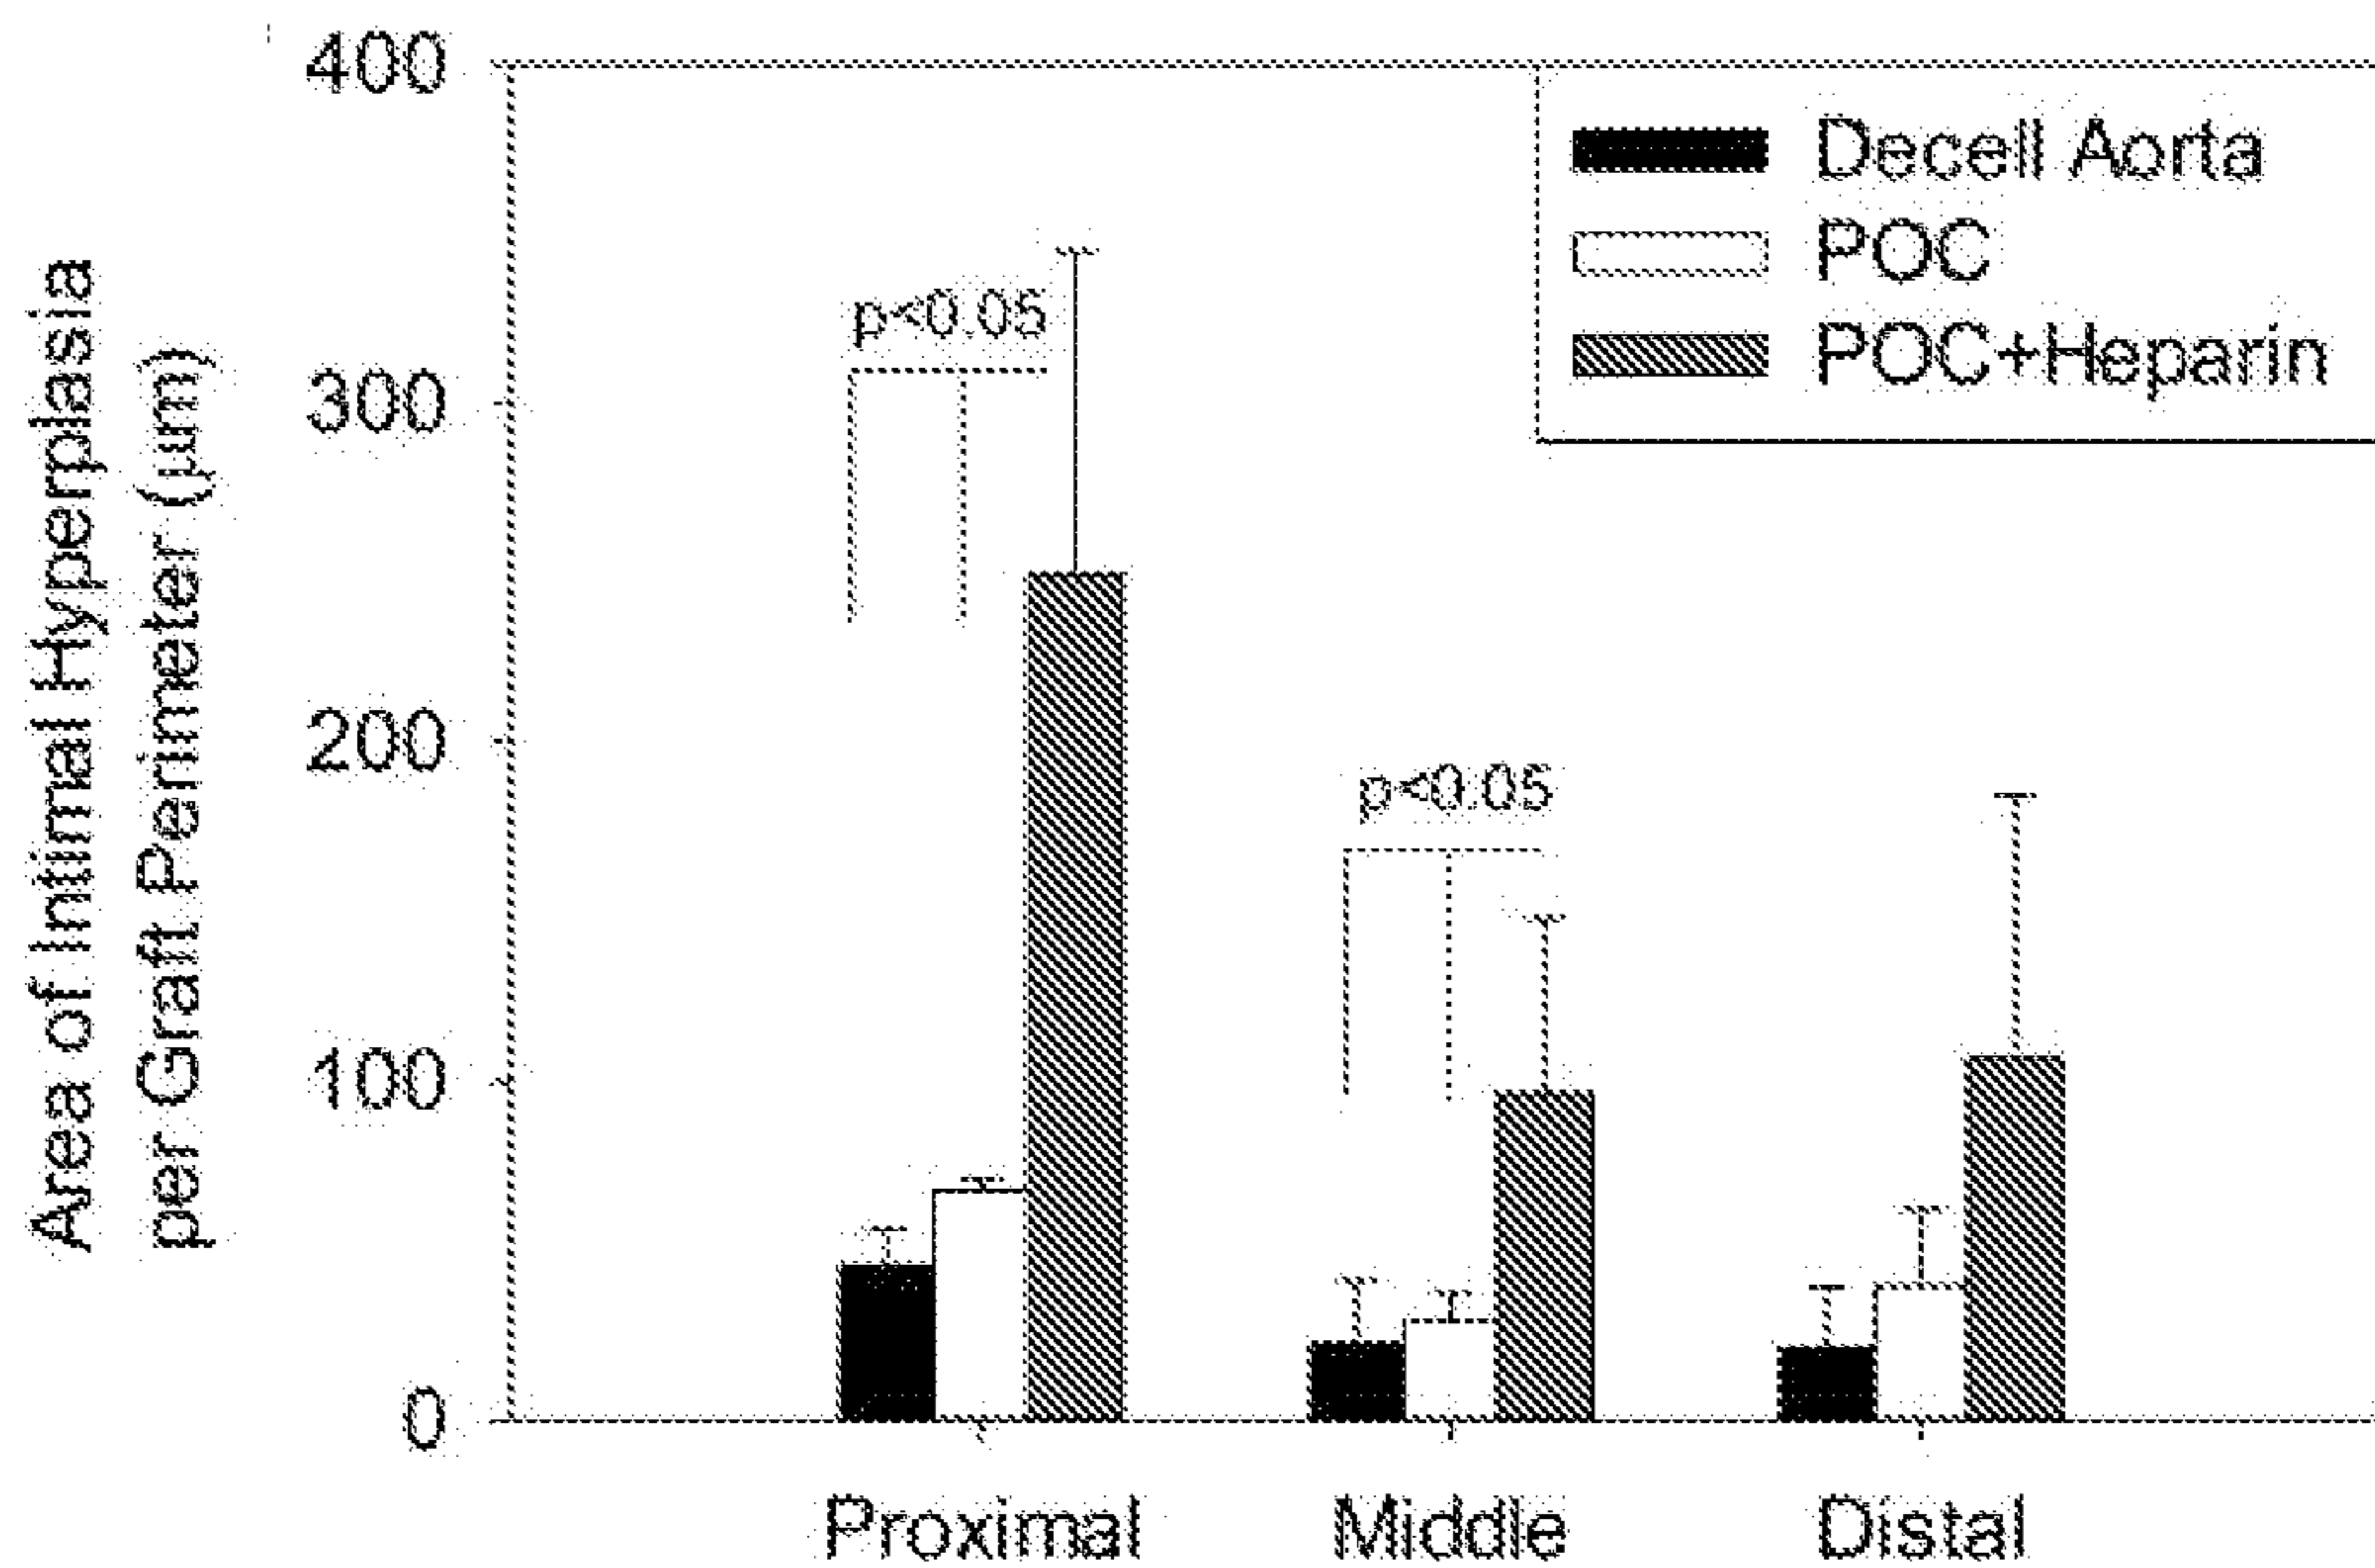 Area of Intimal Hyperplasia
per Graft Perimeter (µm)
400
300
200
100
0
p<0.05
p<0.05
Decell Aorta
POC
POC+Heparin
Proximal
Middle
Distal